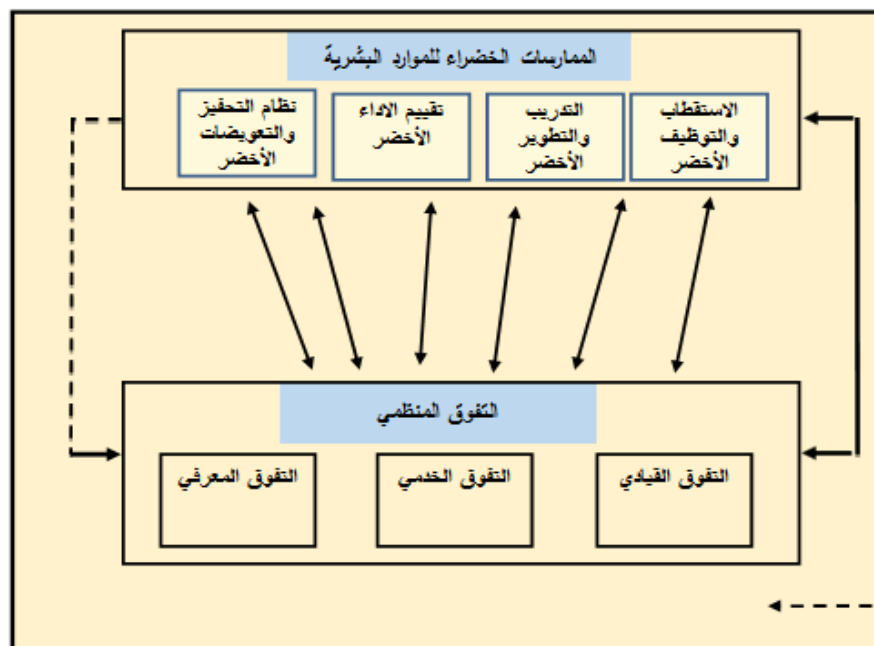 الممارسات الخضراء للموارد البشرية
الاستقطاب
والتوظيف
الأخضر
التدريب
والتطوير
الأخضر
تقييم الاداء
الأخضر
نظام التحفيز
والتعويضات
الأخضر
التفوق المنظمي
التفوق القيادي
التفوق الخدمي
التفوق المعرفي